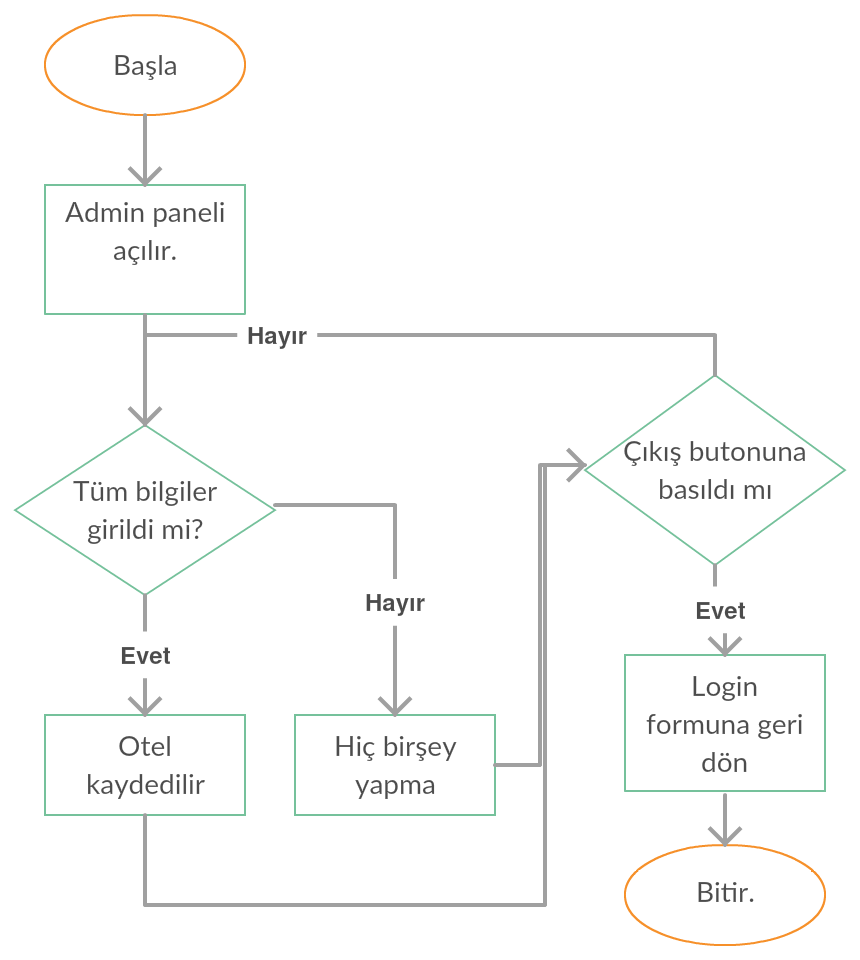 Başla
Admin paneli
açılır.
Hayır
Tüm bilgiler
girildi mi?
Çıkış butonuna
basıldı mı
Hayır
Evet
Evet
Otel
kaydedilir
Hiç birşey
yapma
Login
formuna geri
dön
Bitir.